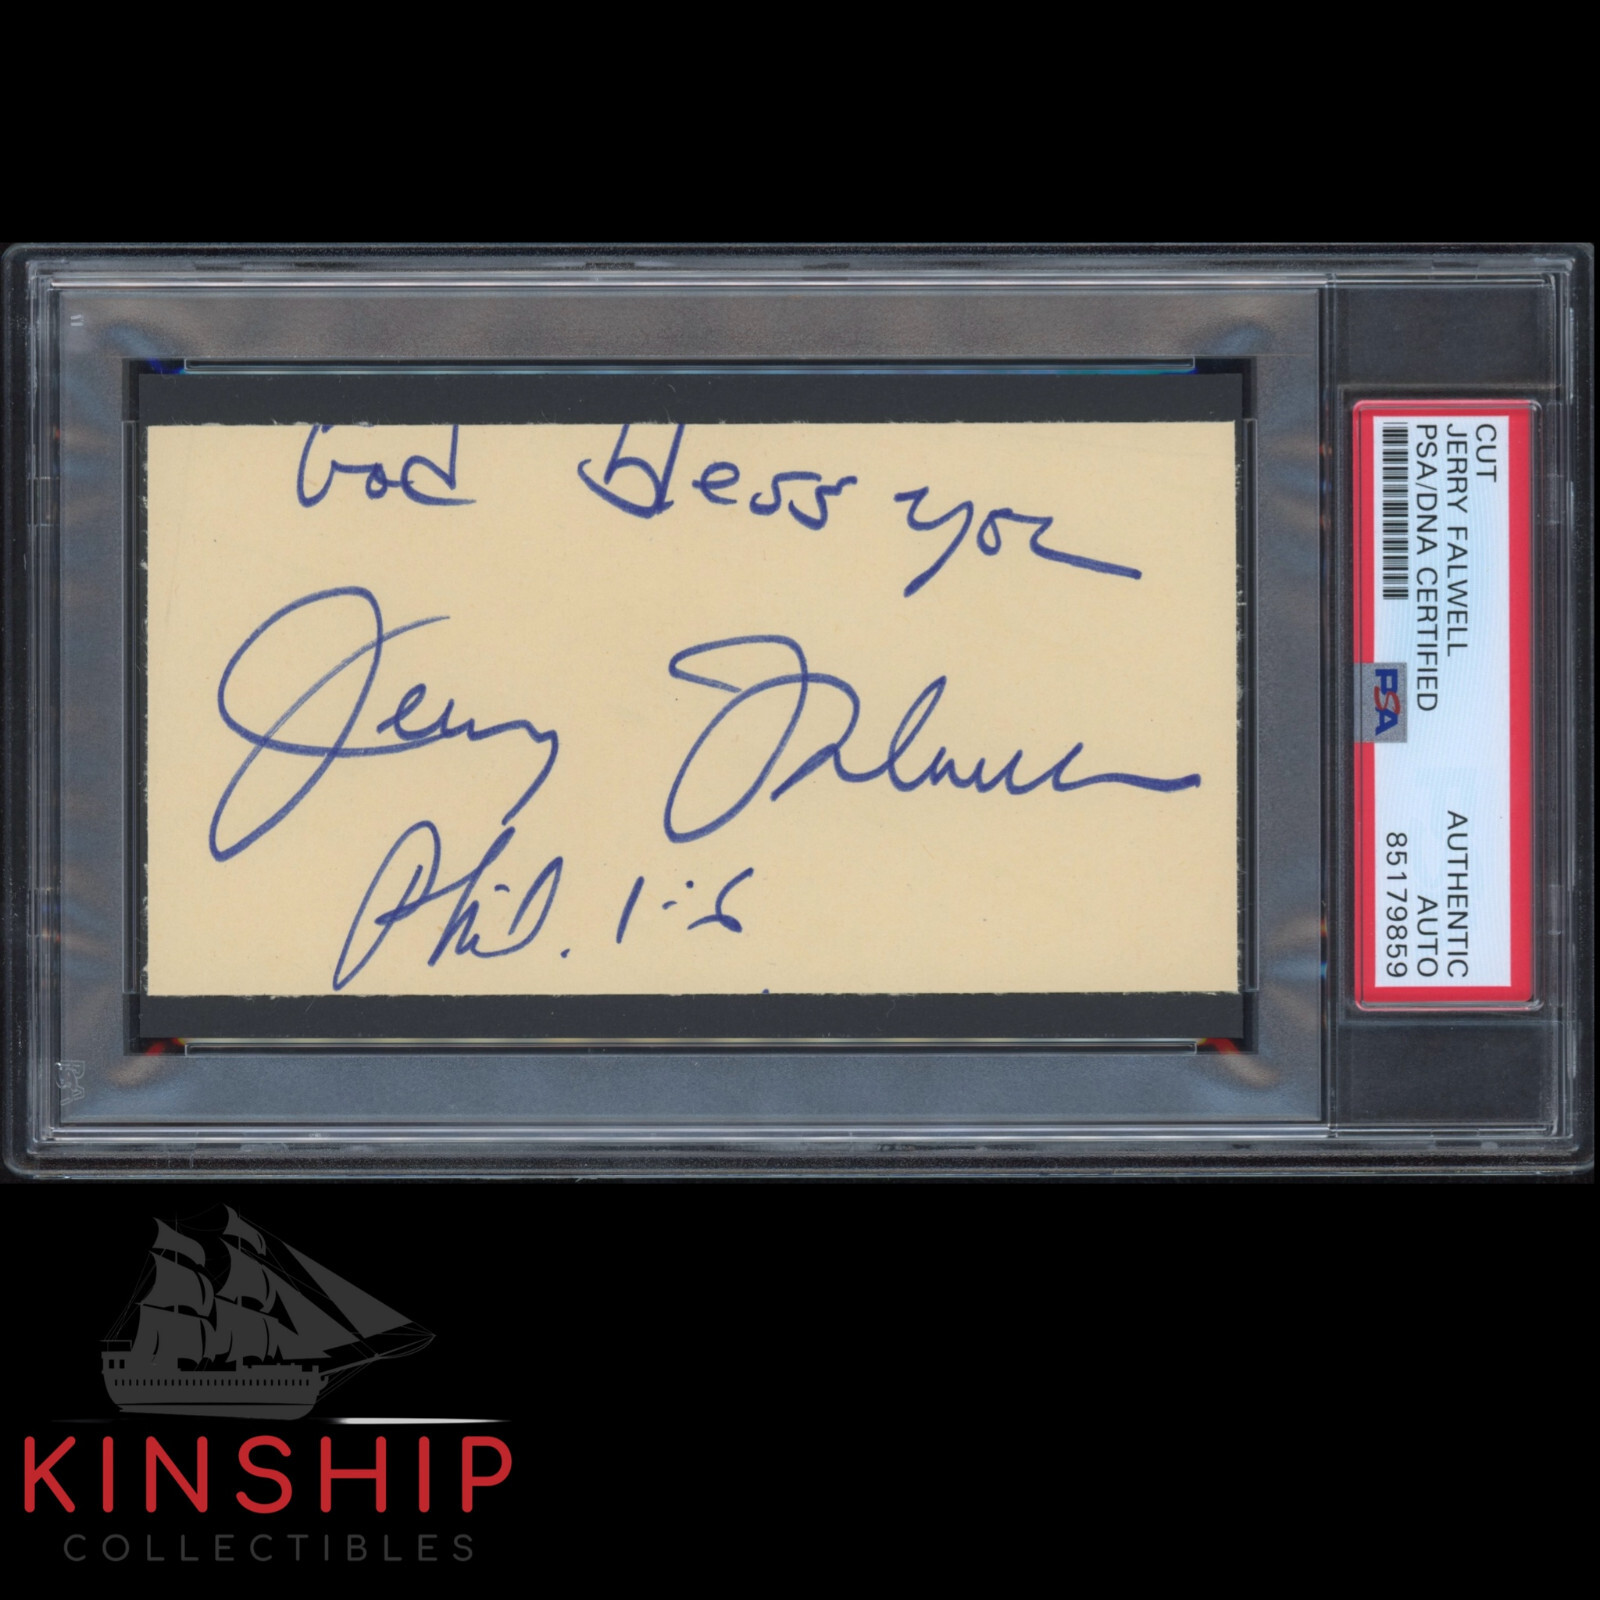 God bless you
Jerry Falwell
Phil. 1:6
CUT
JERRY FALWELL
PSA/DNA CERTIFIED
AUTHENTIC
AUTO
85179859
PSA
KINSHIP
COLLECTIBLES